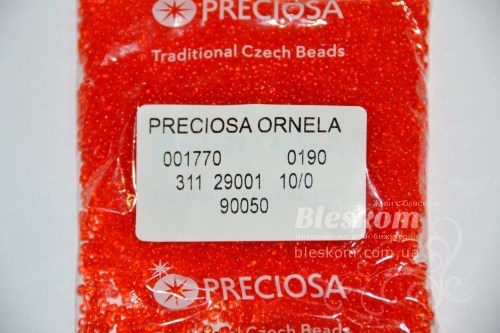 PRECIOSA
Traditional Czech Beads
PRECIOSA ORNELA
001770 0190
311 29001 10/0
90050
Bleskom
bleskom.com.ua
PRECIOSA